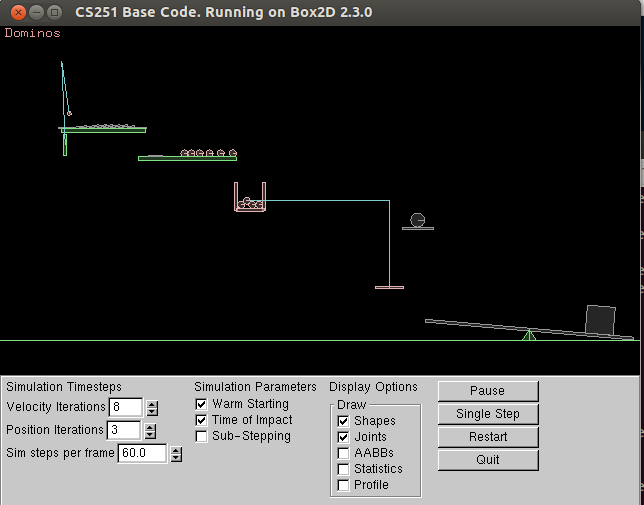 CS251 Base Code. Running on Box2D 2.3.0
Dominos
Simulation Timesteps
Velocity Iterations 8
Position Iterations 3
Sim steps per frame 60.0
Simulation Parameters
Warm Starting
Time of Impact
Sub-Stepping
Display Options
Draw
Shapes
Joints
AABBs
Statistics
Profile
Pause
Single Step
Restart
Quit